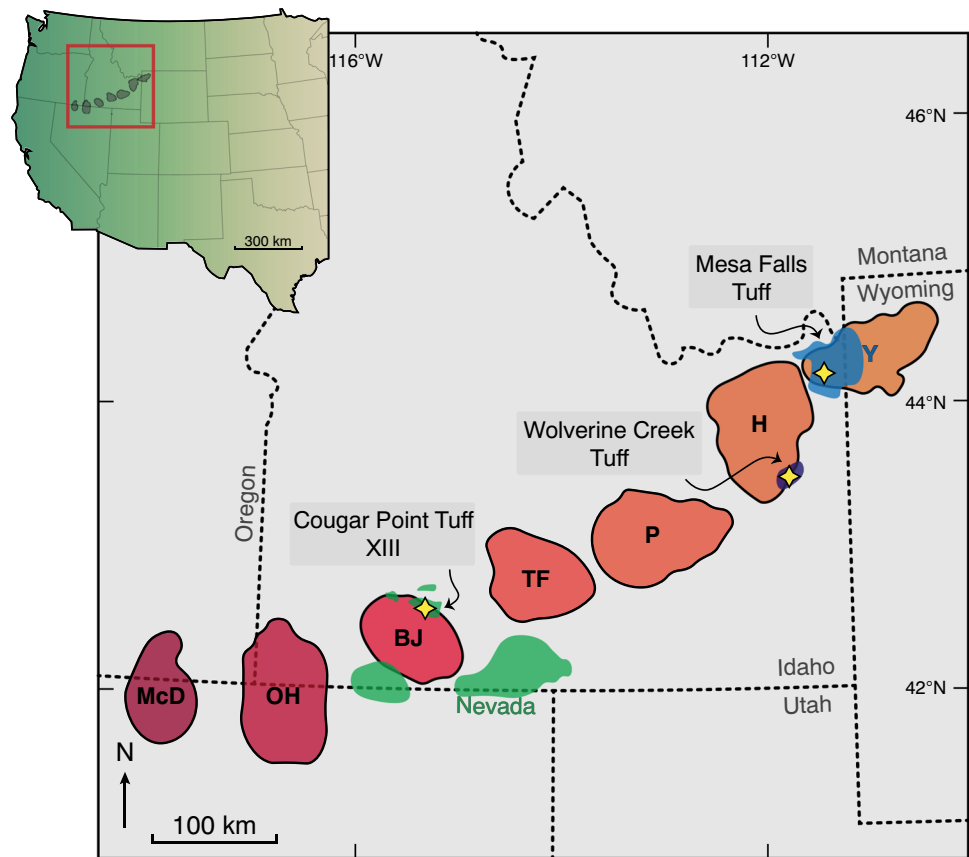 116°W
112°W
46°N
300 km
Montana
Wyoming
Mesa Falls
Tuff
Y
44°N
H
Wolverine Creek
Tuff
Oregon
Cougar Point Tuff
XIII
P
TF
BJ
Idaho
McD
OH
42°N
Nevada
Utah
N
100 km